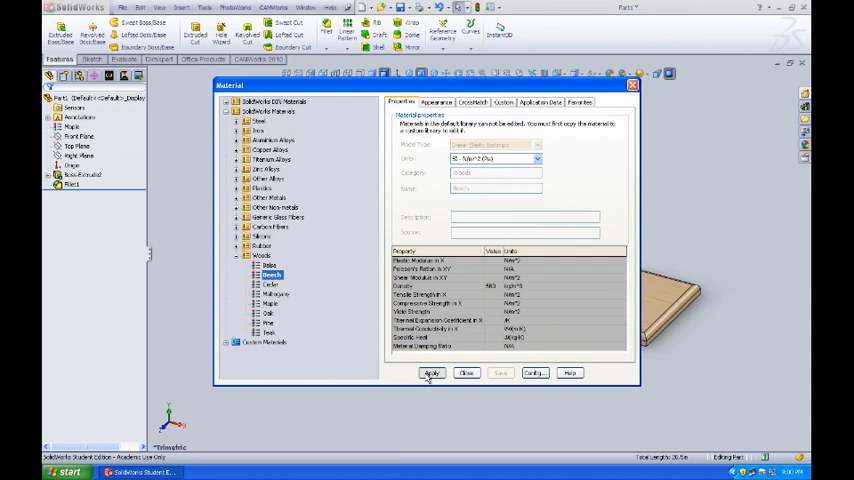 SolidWorks
File Edit View Insert Tools PhotoWorks CAMWorks Window Help
Part1 *
Extruded Boss/Base
Revolved Boss/Base
Swept Boss/Base
Lofted Boss/Base
Boundary Boss/Base
Extruded Cut
Hole Wizard
Revolved Cut
Swept Cut
Lofted Cut
Boundary Cut
Fillet
Linear Pattern
Rib
Draft
Shell
Wrap
Dome
Mirror
Reference Geometry
Curves
Instant3D
Features Sketch Evaluate DimXpert Office Products CAMWorks 2010
Part1 (Default<<Default>_Display
Sensors
Annotations
Maple
Front Plane
Top Plane
Right Plane
Origin
Boss-Extrude2
Fillet1
Material
SolidWorks DIN Materials
SolidWorks Materials
Steel
Iron
Aluminium Alloys
Copper Alloys
Titanium Alloys
Zinc Alloys
Other Alloys
Plastics
Other Metals
Other Non-metals
Generic Glass Fibers
Carbon Fibers
Silicons
Rubber
Woods
Balsa
Beech
Cedar
Mahogany
Maple
Oak
Pine
Teak
Custom Materials
Properties Appearance CrossHatch Custom Application Data Favorites
Material properties
Materials in the default library can not be edited. You must first copy the material to
a custom library to edit it.
Model Type: Linear Elastic Isotropic
Units: SI - N/m^2 (Pa)
Category: Woods
Name: Beech
Description:
Source:
Property Value Units
Elastic Modulus in X N/m^2
Poisson's Ration in XY N/A
Shear Modulus in XY N/m^2
Density kg/m^3
Tensile Strength in X N/m^2
Compressive Strength in X N/m^2
Yield Strength N/m^2
Thermal Expansion Coefficient in X /K
Thermal Conductivity in X W/(m·K)
Specific Heat J/(kg·K)
Material Damping Ratio N/A
Apply Close Save Config... Help
Y
X
*Trimetric
SolidWorks Student Edition - Academic Use Only
Total Length: 20.5in Editing Part
start
SolidWorks Student E...
9:00 PM